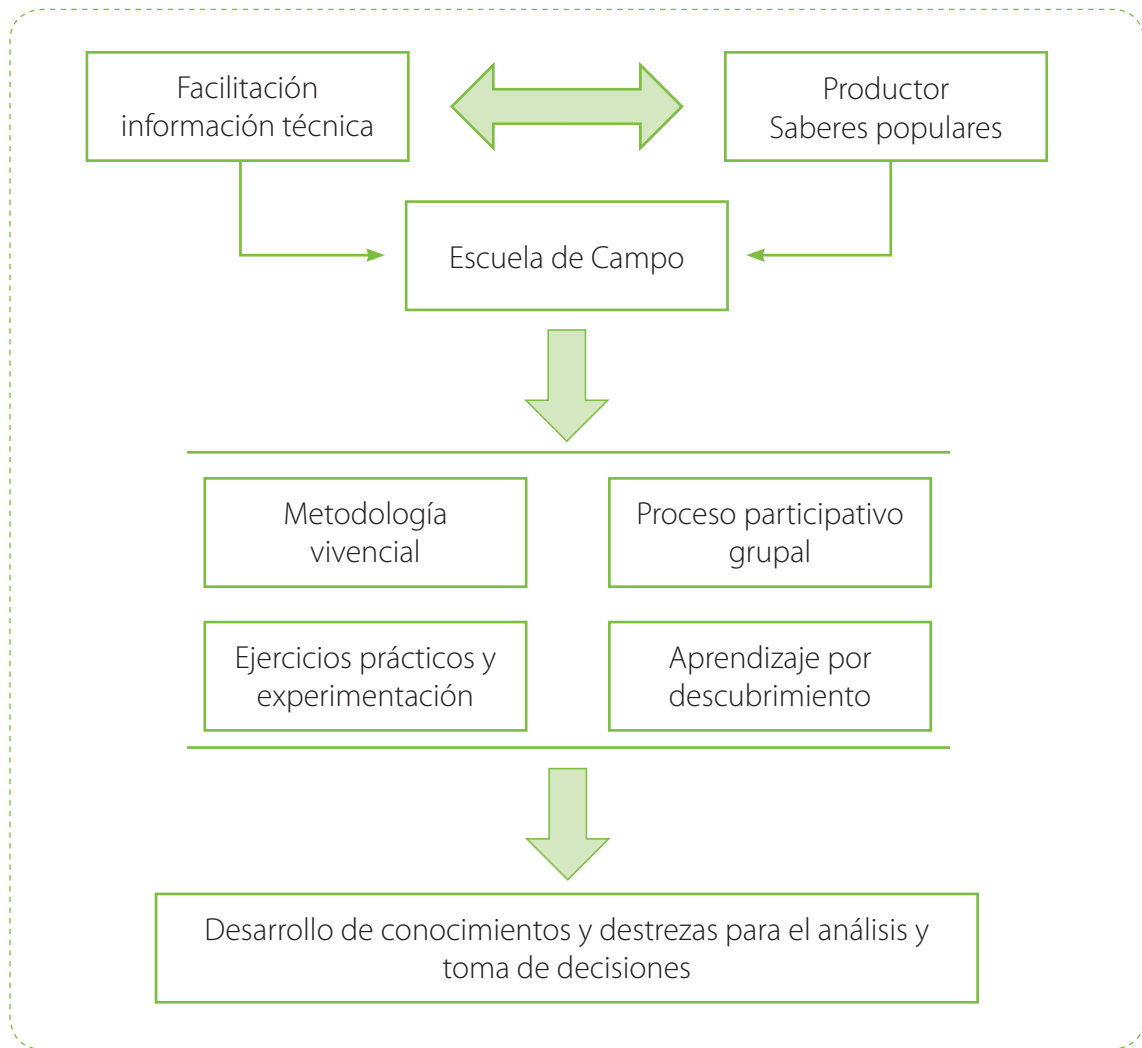 Facilitación
información técnica
Productor
Saberes populares
Escuela de Campo
Metodología
vivencial
Proceso participativo
grupal
Ejercicios prácticos y
experimentación
Aprendizaje por
descubrimiento
Desarrollo de conocimientos y destrezas para el análisis y
toma de decisiones